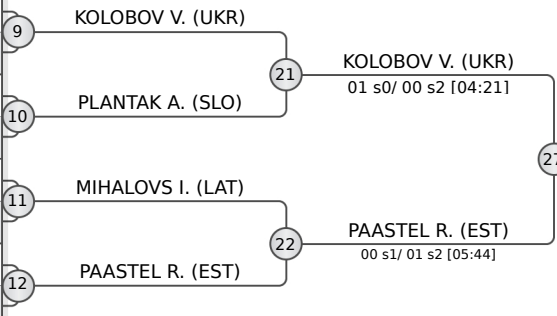 9
KOLOBOV V. (UKR)
21
KOLOBOV V. (UKR)
01 s0/ 00 s2 [04:21]
10
PLANTAK A. (SLO)
27
11
MIHALOVS I. (LAT)
22
PAASTEL R. (EST)
00 s1/ 01 s2 [05:44]
12
PAASTEL R. (EST)